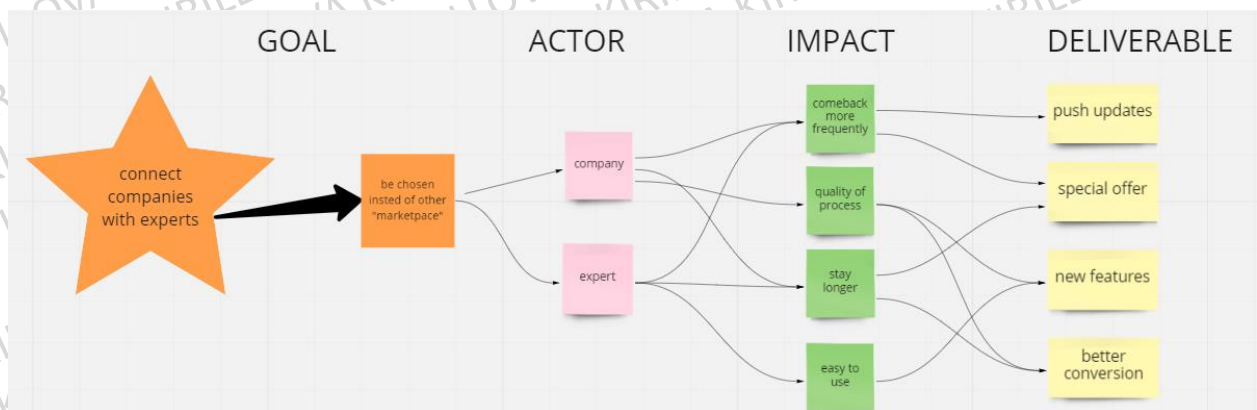 GOAL
ACTOR
IMPACT
DELIVERABLE
connect
companies
with experts
be chosen
insted of other
"marketpace"
company
expert
comeback
more
frequently
quality of
process
stay
longer
easy to
use
push updates
special offer
new features
better
conversion